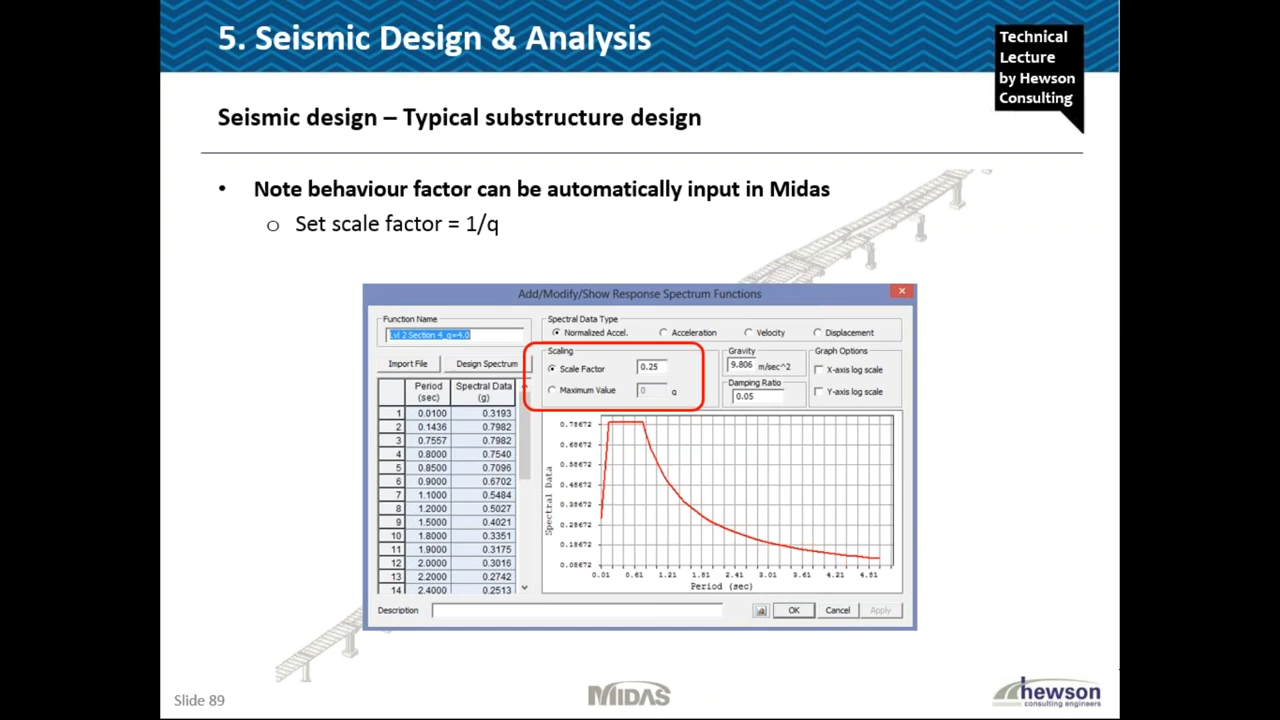 5. Seismic Design & Analysis
Technical
Lecture
by Hewson
Consulting
Seismic design – Typical substructure design
• Note behaviour factor can be automatically input in Midas
o Set scale factor = 1/q
Add/Modify/Show Response Spectrum Functions
Function Name
Lvl 2 Section 4_q=4.0
Import File
Design Spectrum
Spectral Data Type
Normalized Accel.
Acceleration
Velocity
Displacement
Scaling
Scale Factor 0.25
Maximum Value 0 g
Gravity
9.806 m/sec^2
Damping Ratio
0.05
Graph Options
X-axis log scale
Y-axis log scale
Period (sec) Spectral Data (g)
1 0.0100 0.3193
2 0.1436 0.7982
3 0.7557 0.7982
4 0.8000 0.7540
5 0.8500 0.7096
6 0.9000 0.6702
7 1.1000 0.5484
8 1.2000 0.5027
9 1.5000 0.4021
10 1.8000 0.3351
11 1.9000 0.3175
12 2.0000 0.3016
13 2.2000 0.2742
14 2.4000 0.2513
Spectral Data
0.78672
0.68672
0.58672
0.48672
0.38672
0.28672
0.18672
0.08672
0.01 0.61 1.21 1.81 2.41 3.01 3.61 4.21 4.81
Period (sec)
Description
OK
Cancel
Apply
Slide 89
MIDAS
hewson
consulting engineers